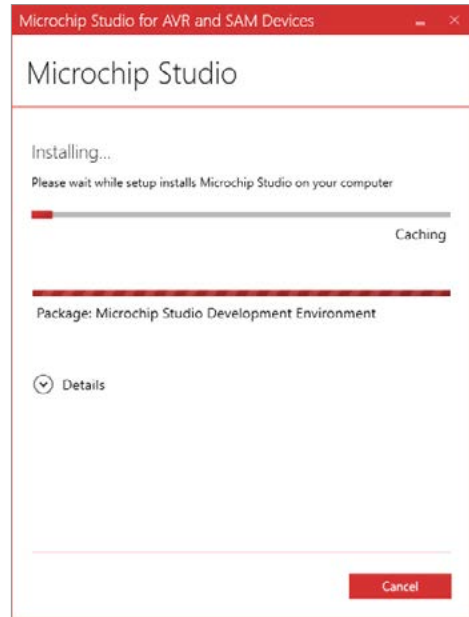 Microchip Studio for AVR and SAM Devices
Microchip Studio
Installing...
Please wait while setup installs Microchip Studio on your computer
Caching
Package: Microchip Studio Development Environment
Details
Cancel